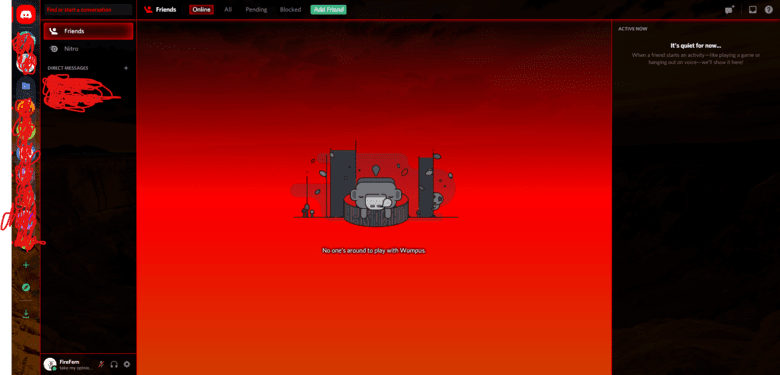 Find or start a conversation
Friends
Nitro
DIRECT MESSAGES
Friends
Online
All
Pending
Blocked
Add Friend
No one's around to play with Wumpus.
FireFem
take my opinio...
ACTIVE NOW
It's quiet for now...
When a friend starts an activity—like playing a game or
hanging out on voice—we'll show it here!